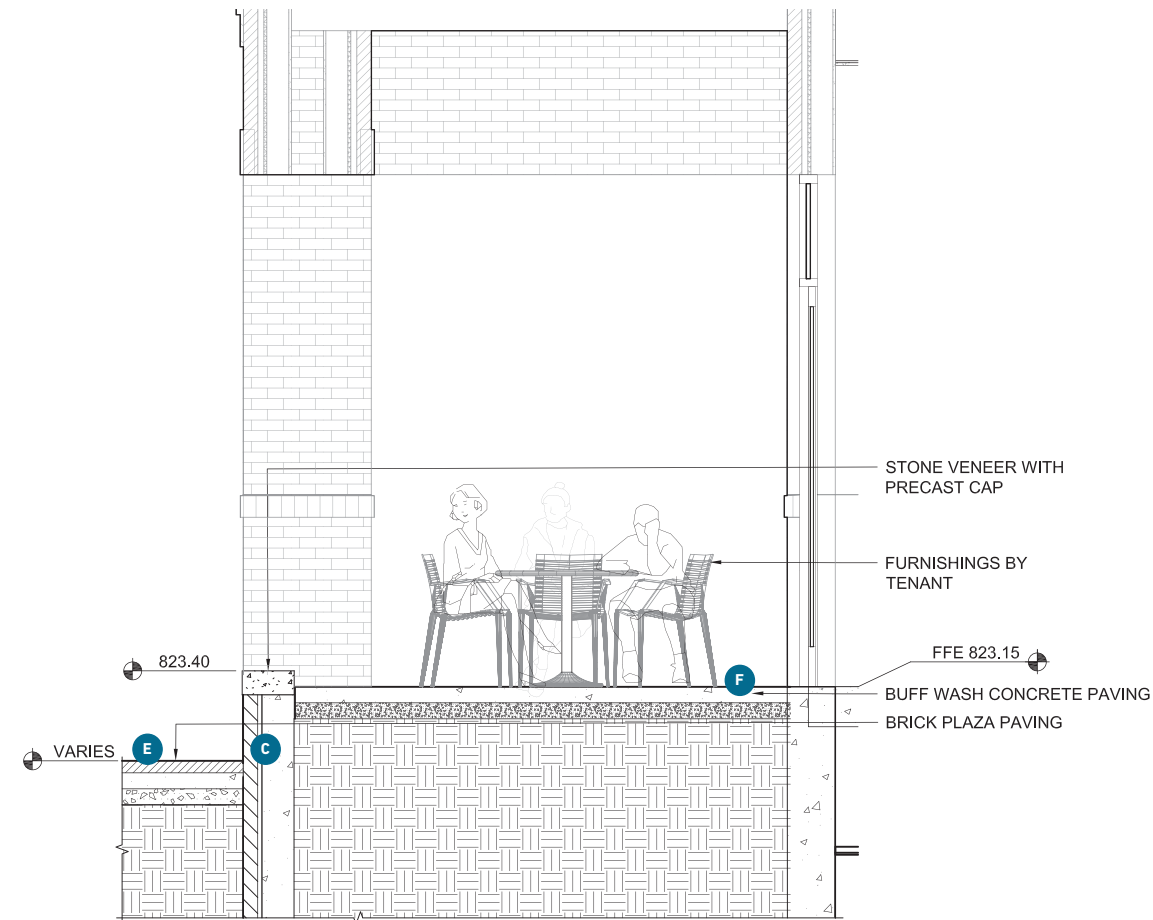 STONE VENEER WITH
PRECAST CAP
FURNISHINGS BY
TENANT
823.40
FFE 823.15
F
BUFF WASH CONCRETE PAVING
BRICK PLAZA PAVING
VARIES
E
C